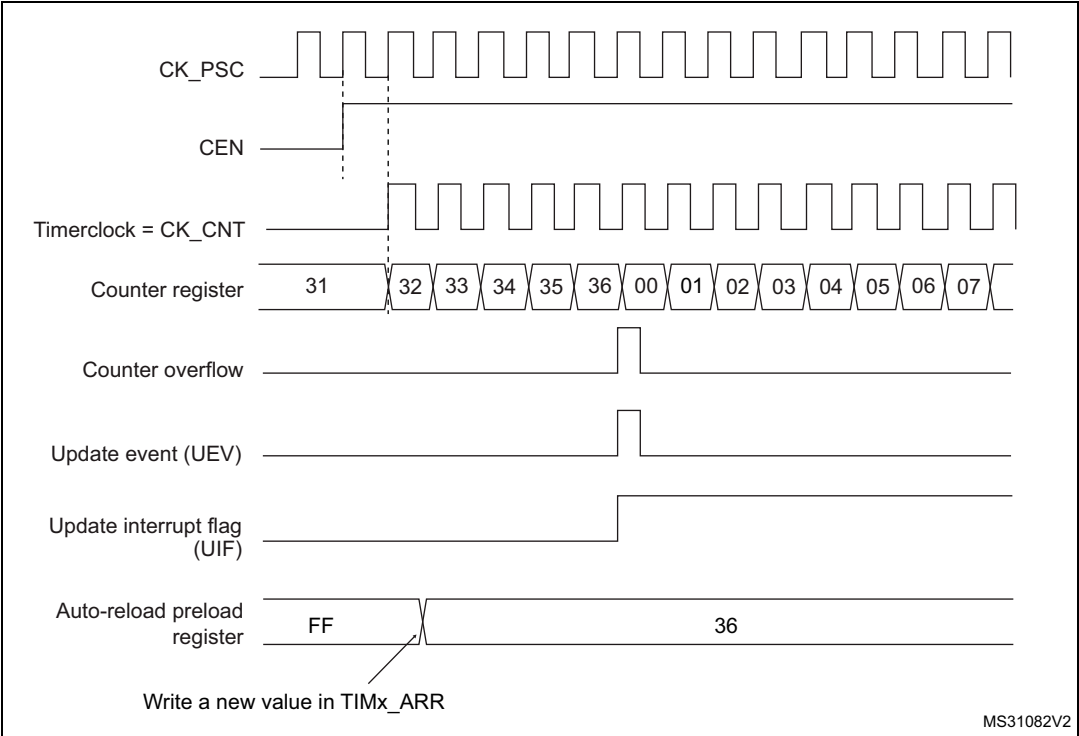 CK_PSC
CEN
Timerclock = CK_CNT
Counter register 31 32 33 34 35 36 00 01 02 03 04 05 06 07
Counter overflow
Update event (UEV)
Update interrupt flag
(UIF)
Auto-reload preload
register
FF 36
Write a new value in TIMx_ARR
MS31082V2